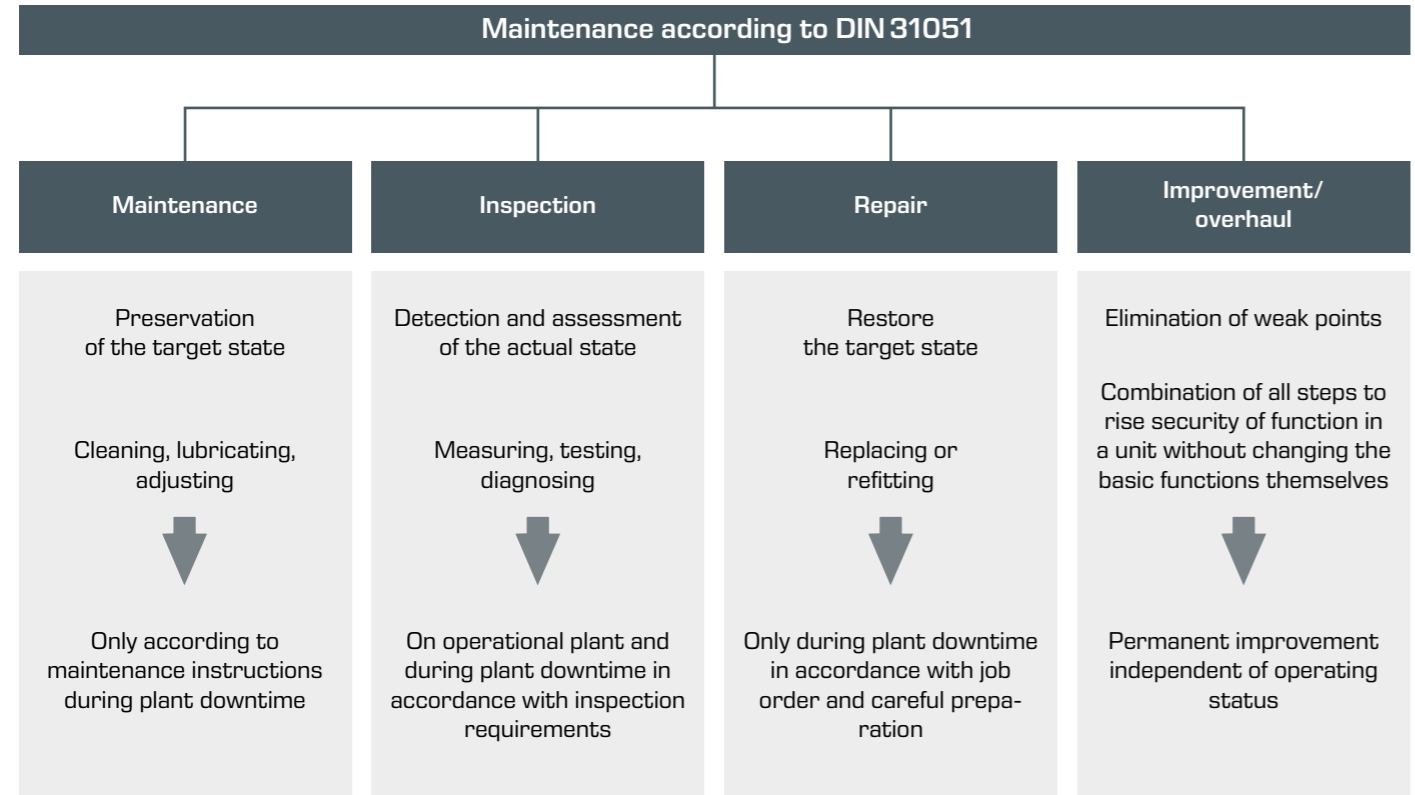 Maintenance according to DIN 31051
Maintenance
Inspection
Repair
Improvement/
overhaul
Preservation
of the target state
Cleaning, lubricating,
adjusting
Only according to
maintenance instructions
during plant downtime
Detection and assessment
of the actual state
Measuring, testing,
diagnosing
On operational plant and
during plant downtime in
accordance with inspection
requirements
Restore
the target state
Replacing or
refitting
Only during plant downtime
in accordance with job
order and careful prepa-
ration
Elimination of weak points
Combination of all steps to
rise security of function in
a unit without changing the
basic functions themselves
Permanent improvement
independent of operating
status